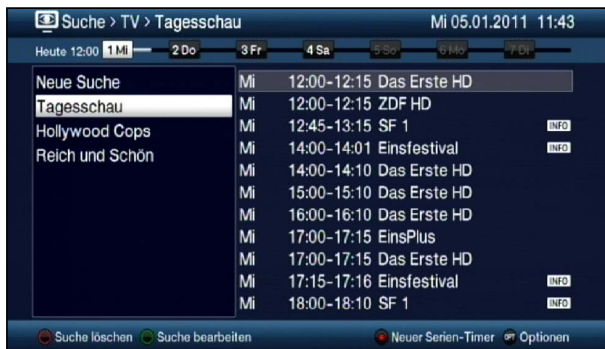 Suche > TV > Tagesschau Mi 05.01.2011 11:43
Heute 12:00 1 Mi 2 Do 3 Fr 4 Sa 5 So 6 Mo 7 Di
Neue Suche
Tagesschau
Hollywood Cops
Reich und Schön
Mi 12:00-12:15 Das Erste HD
Mi 12:00-12:15 ZDF HD
Mi 12:45-13:15 SF 1 INFO
Mi 14:00-14:01 Einsfestival INFO
Mi 14:00-14:10 Das Erste HD
Mi 15:00-15:10 Das Erste HD
Mi 16:00-16:10 Das Erste HD
Mi 17:00-17:15 EinsPlus
Mi 17:00-17:15 Das Erste HD
Mi 17:15-17:16 Einsfestival INFO
Mi 18:00-18:10 SF 1 INFO
Suche löschen Suche bearbeiten Neuer Serien-Timer OPT Optionen